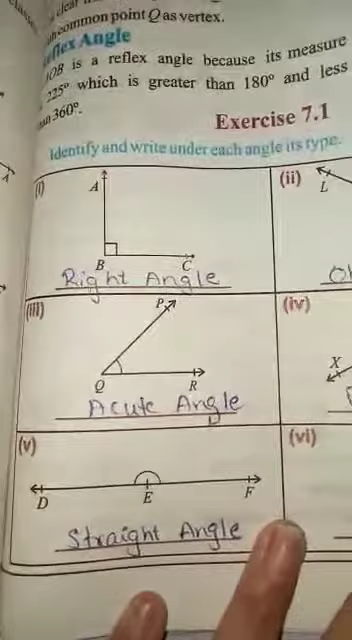 common point Q as vertex.
Reflex Angle
is a reflex angle because its measure
225° which is greater than 180° and less
360°.
Exercise 7.1
Identify and write under each angle its type.
(i)
A
B
C
Right Angle
(ii)
L
(iii)
P
Q
R
Acute Angle
(iv)
X
(v)
D
E
F
Straight Angle
(vi)